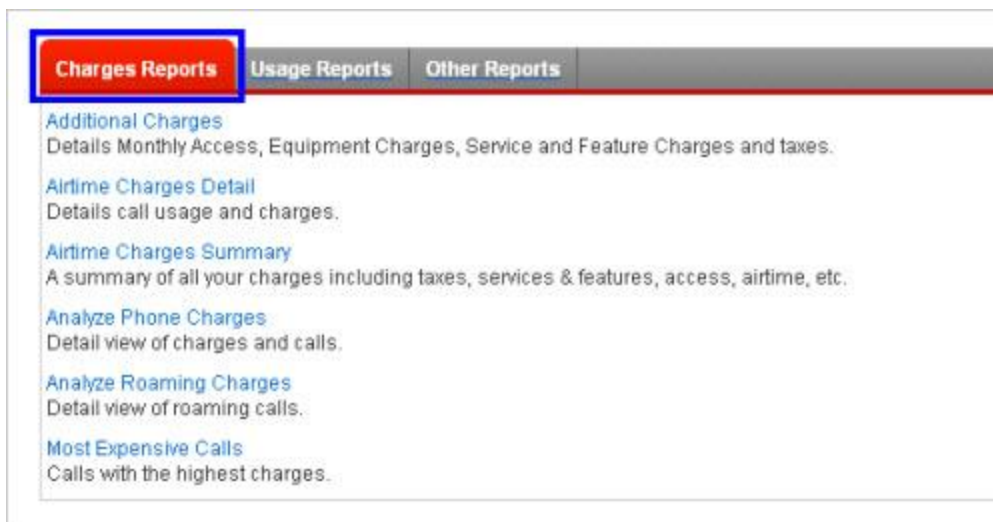 Charges Reports Usage Reports Other Reports
Additional Charges
Details Monthly Access, Equipment Charges, Service and Feature Charges and taxes.
Airtime Charges Detail
Details call usage and charges.
Airtime Charges Summary
A summary of all your charges including taxes, services & features, access, airtime, etc.
Analyze Phone Charges
Detail view of charges and calls.
Analyze Roaming Charges
Detail view of roaming calls.
Most Expensive Calls
Calls with the highest charges.